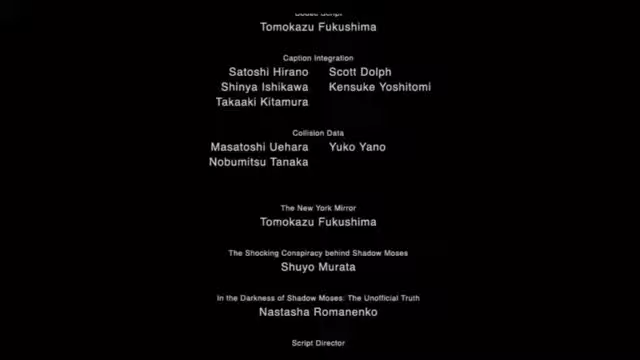 Tomokazu Fukushima
Caption Integration
Satoshi Hirano Scott Dolph
Shinya Ishikawa Kensuke Yoshitomi
Takaaki Kitamura
Collision Data
Masatoshi Uehara Yuko Yano
Nobumitsu Tanaka
The New York Mirror
Tomokazu Fukushima
The Shocking Conspiracy behind Shadow Moses
Shuyo Murata
In the Darkness of Shadow Moses: The Unofficial Truth
Nastasha Romanenko
Script Director